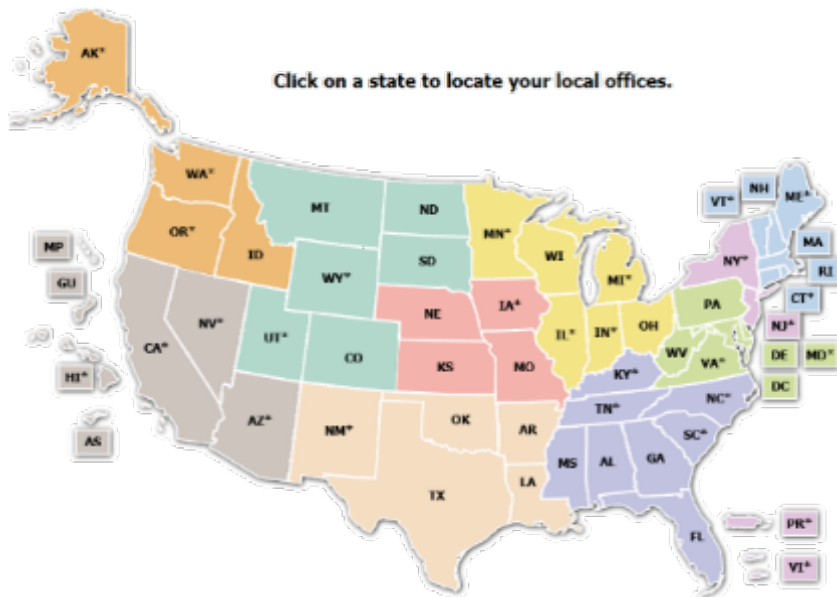 AK*
Click on a state to locate your local offices.
WA*
MT
ND
MN*
VT*
NH
ME*
OR*
ID
WY*
SD
WI
MI*
NY*
MA
RI
MP
GU
NV*
UT*
CO
NE
IA*
IL*
IN*
OH
PA
CT*
NJ*
CA*
KS
MO
WV
VA*
DE
MD*
DC
HI*
AS
AZ*
NM*
OK
AR
KY*
TN*
NC*
SC*
TX
LA
MS
AL
GA
FL
PR*
VI*